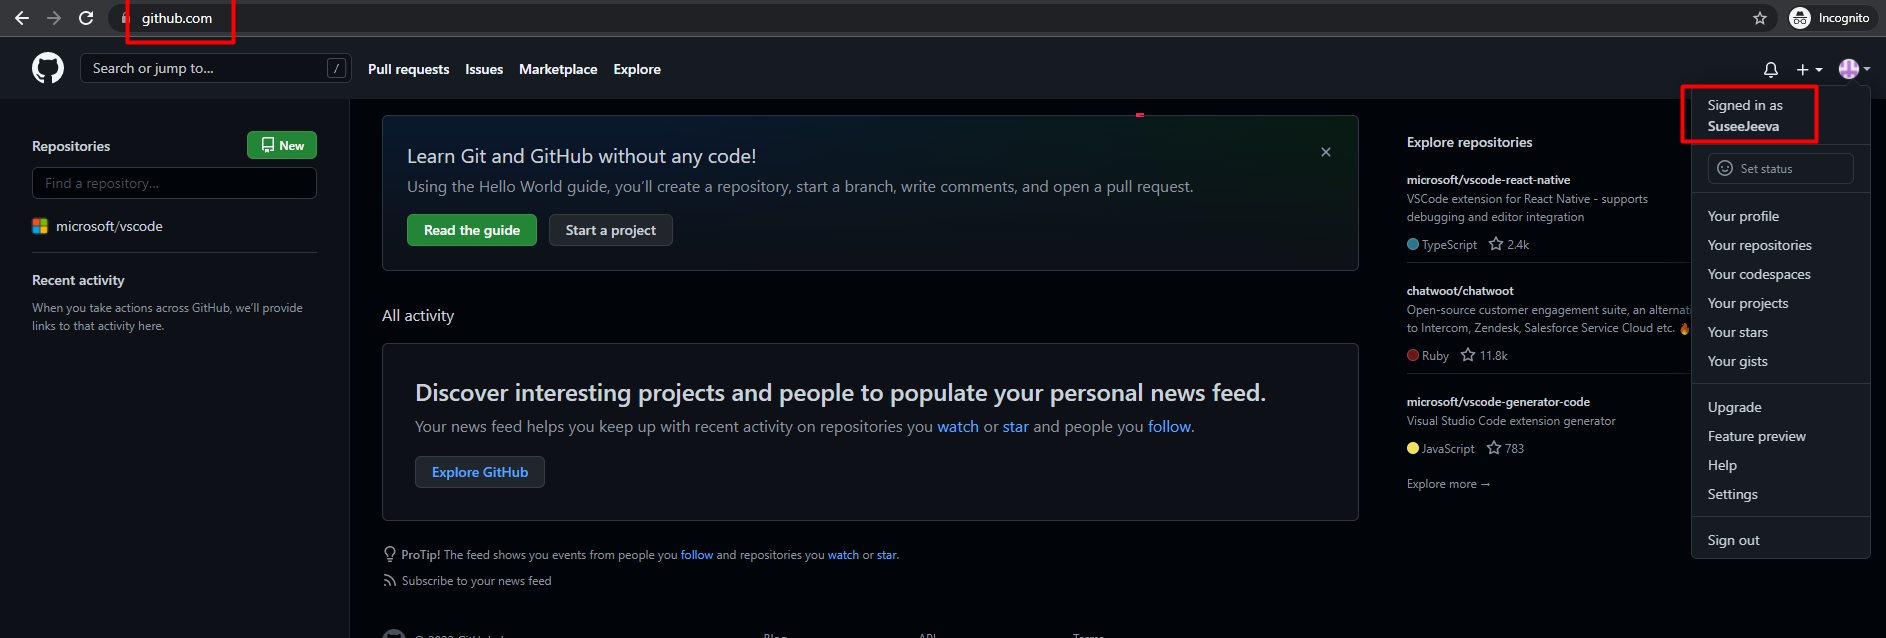 github.com
Incognito
Search or jump to...
/
Pull requests
Issues
Marketplace
Explore
Signed in as
SuseeJeeva
Set status
Your profile
Your repositories
Your codespaces
Your projects
Your stars
Your gists
Upgrade
Feature preview
Help
Settings
Sign out
Repositories
New
Find a repository...
microsoft/vscode
Recent activity
When you take actions across GitHub, we'll provide
links to that activity here.
Learn Git and GitHub without any code!
Using the Hello World guide, you'll create a repository, start a branch, write comments, and open a pull request.
Read the guide
Start a project
All activity
Discover interesting projects and people to populate your personal news feed.
Your news feed helps you keep up with recent activity on repositories you watch or star and people you follow.
Explore GitHub
ProTip! The feed shows you events from people you follow and repositories you watch or star.
Subscribe to your news feed
Explore repositories
microsoft/vscode-react-native
VSCode extension for React Native - supports
debugging and editor integration
TypeScript 2.4k
chatwoot/chatwoot
Open-source customer engagement suite, an alternati
to Intercom, Zendesk, Salesforce Service Cloud etc. 🔥
Ruby 11.8k
microsoft/vscode-generator-code
Visual Studio Code extension generator
JavaScript 783
Explore more →